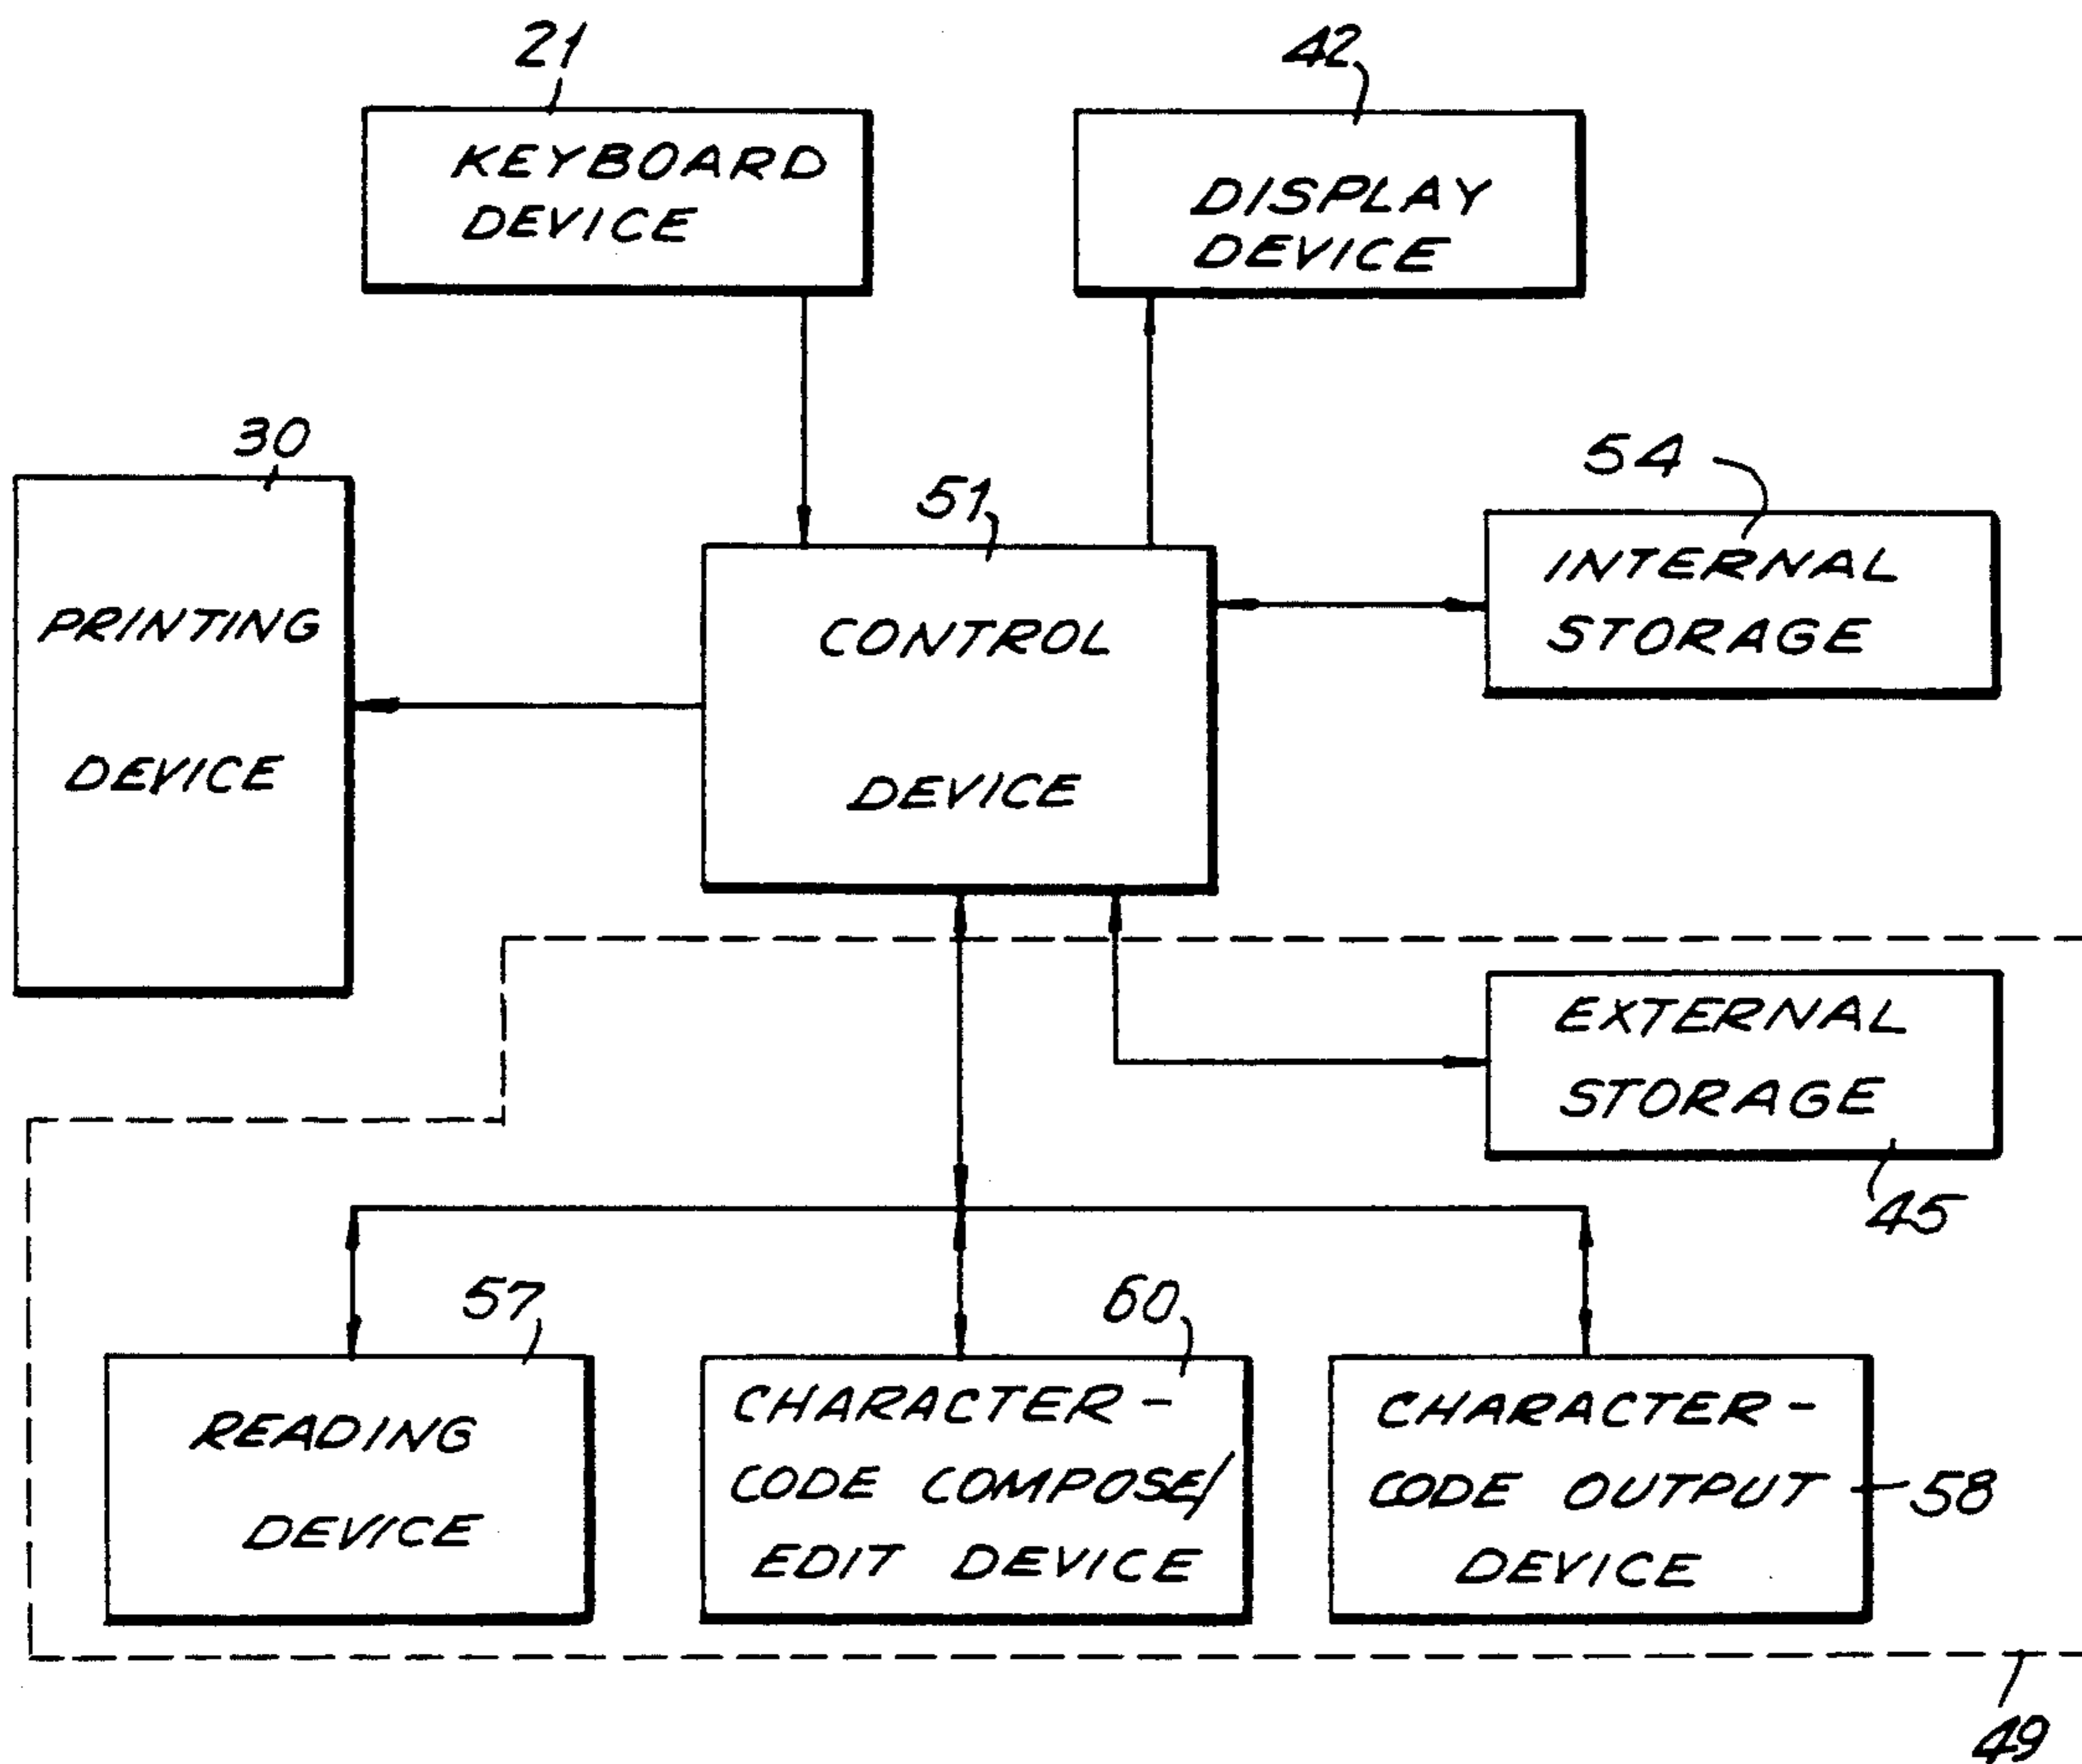 21
42
KEYBOARD
DEVICE
DISPLAY
DEVICE
30
51
54
PRINTING
DEVICE
CONTROL
DEVICE
INTERNAL
STORAGE
EXTERNAL
STORAGE
45
57
60
READING
DEVICE
CHARACTER-
CODE COMPOSE/
EDIT DEVICE
CHARACTER-
CODE OUTPUT
DEVICE
58
49